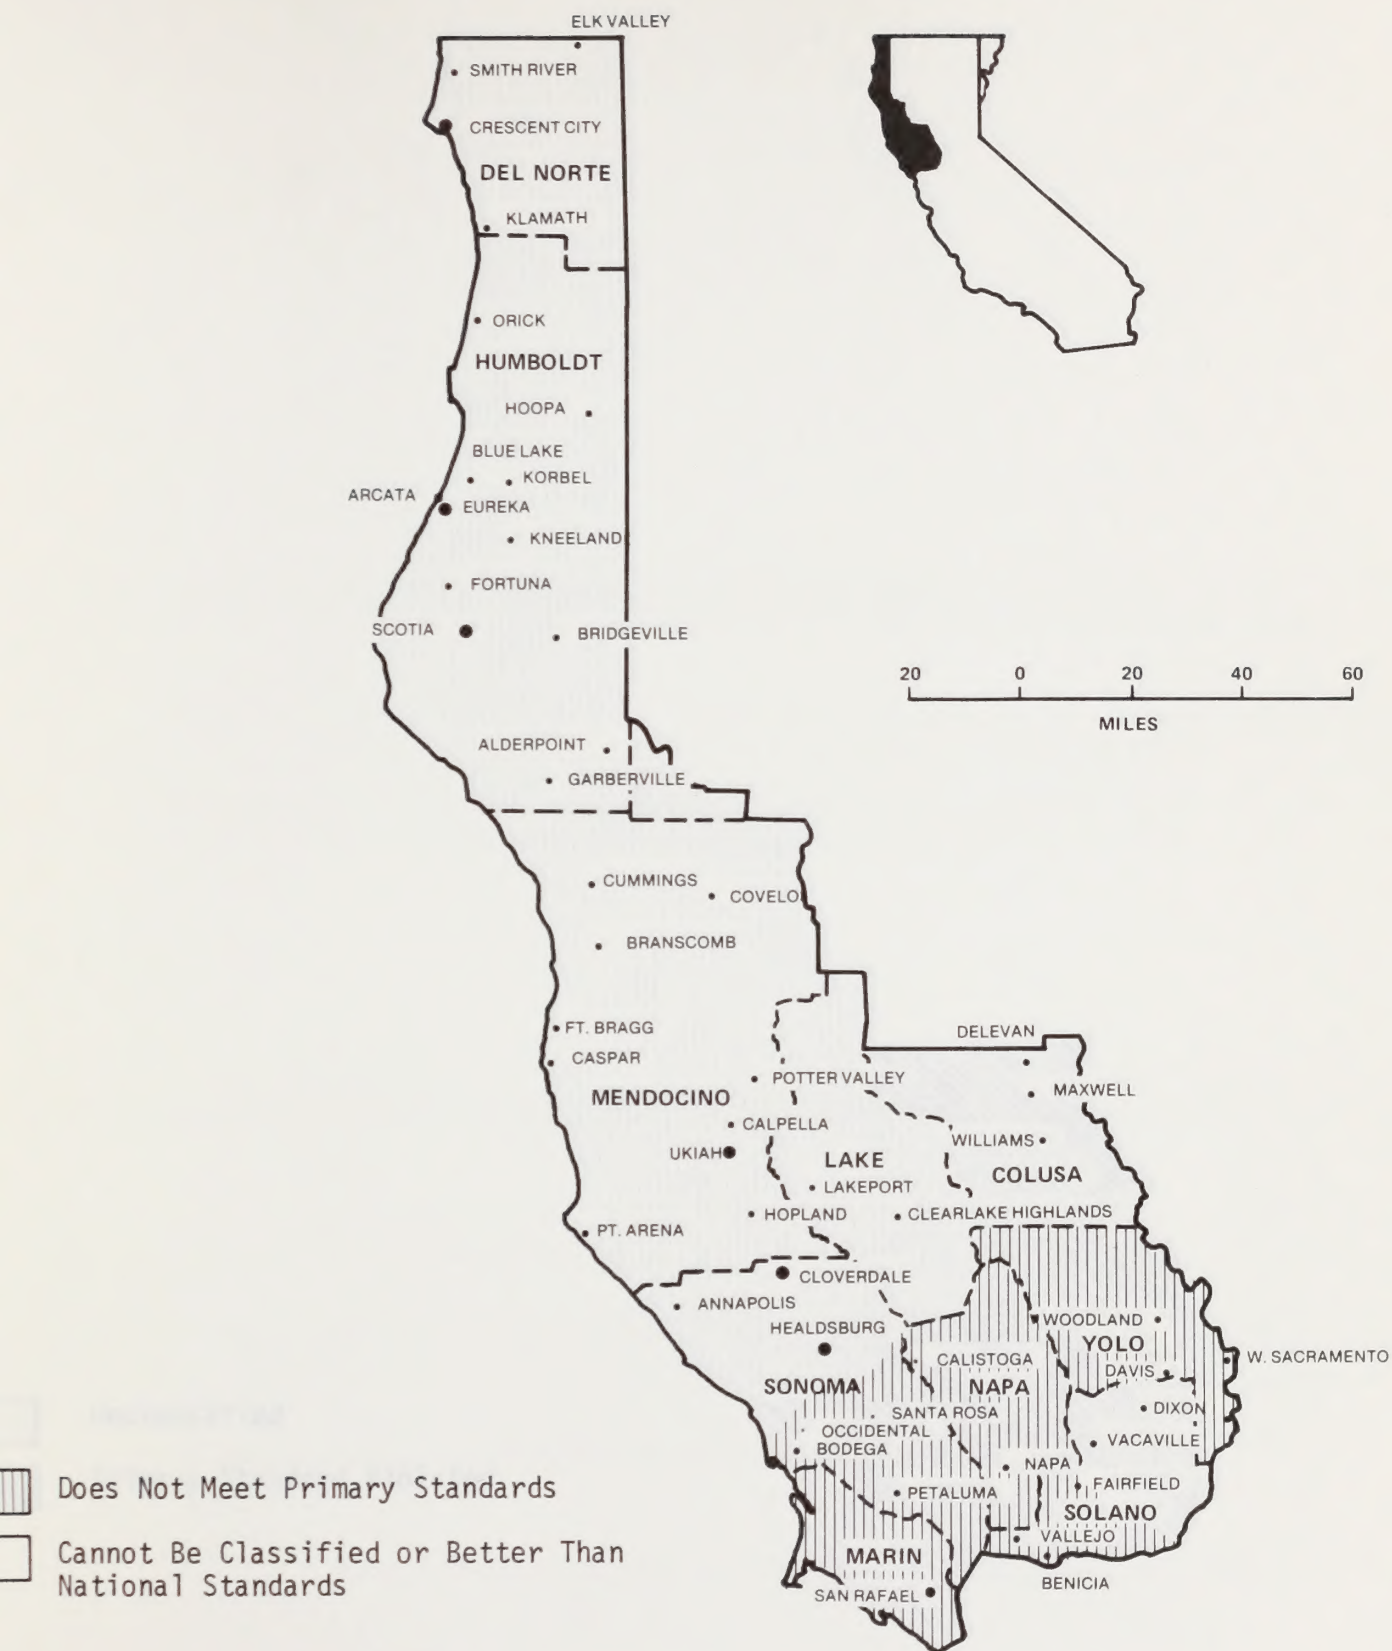 ELK VALLEY
SMITH RIVER
CRESCENT CITY
DEL NORTE
KLAMATH
ORICK
HUMBOLDT
HOOPA
BLUE LAKE
KORBEL
ARCATA
EUREKA
KNEELAND
FORTUNA
SCOTIA
BRIDGEVILLE
20 0 20 40 60
MILES
ALDERPOINT
GARBERVILLE
CUMMINGS
COVELO
BRANSCOMB
FT. BRAGG
DELEVAN
CASPAR
POTTER VALLEY
MAXWELL
MENDOCINO
CALPELLA
WILLIAMS
UKIAH
LAKE
COLUSA
LAKEPORT
HOPLAND
CLEARLAKE HIGHLANDS
PT. ARENA
CLOVERDALE
ANNAPOLIS
WOODLAND
HEALDSBURG
YOLO
CALISTOGA
W. SACRAMENTO
DAVIS
SONOMA
NAPA
SANTA ROSA
DIXON
OCCIDENTAL
BODEGA
VACAVILLE
NAPA
PETALUMA
FAIRFIELD
SOLANO
VALLEJO
MARIN
BENICIA
SAN RAFAEL
Does Not Meet Primary Standards
Cannot Be Classified or Better Than
National Standards